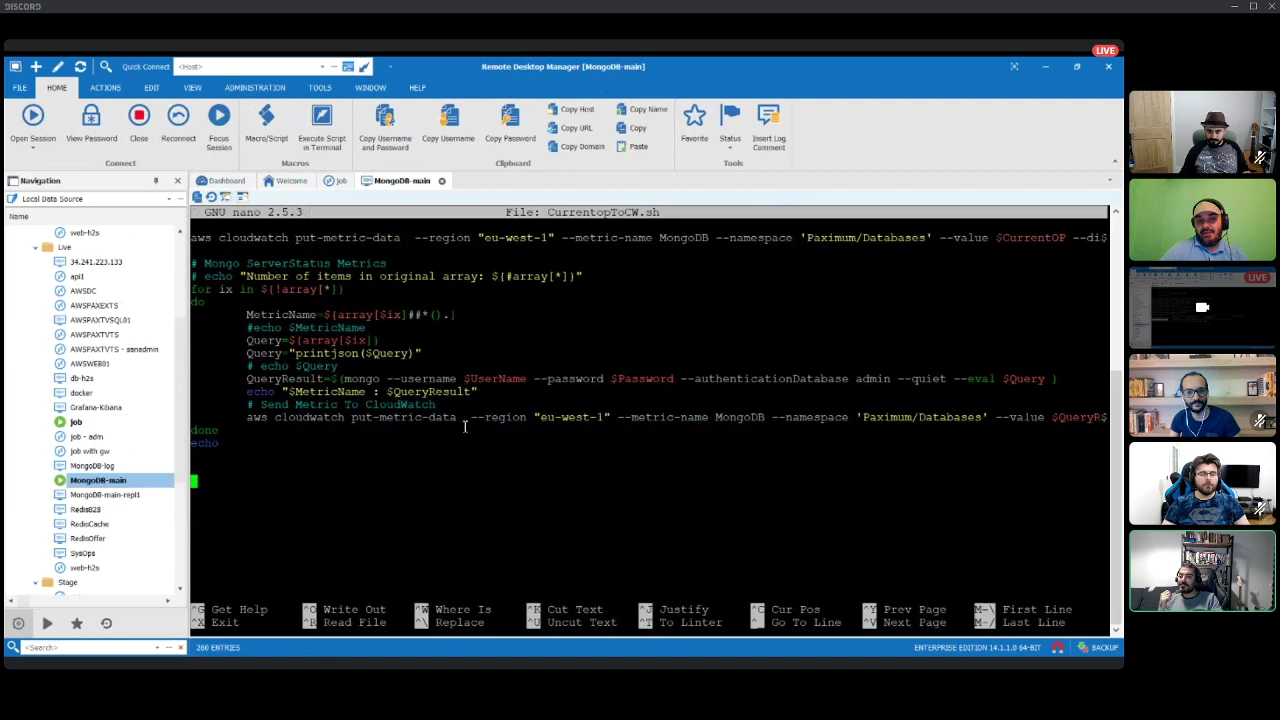 DISCORD
LIVE
Quick Connect <Host>
Remote Desktop Manager [MongoDB-main]
FILE HOME ACTIONS EDIT VIEW ADMINISTRATION TOOLS WINDOW HELP
Open Session
View Password
Close
Reconnect
Focus Session
Macro/Script
Execute Script in Terminal
Copy Username and Password
Copy Username
Copy Password
Copy Host
Copy URL
Copy Domain
Copy Name
Copy
Paste
Favorite
Status
Insert Log Comment
Connect Macros Clipboard Tools
Navigation
Dashboard Welcome job MongoDB-main
Local Data Source
Name
web-h2s
Live
34.241.223.133
api1
AWSDC
AWSPAXEXTS
AWSPAXTVSQL01
AWSPAXTVTS
AWSPAXTVTS - sanadmin
AWSWEB01
db-h2s
docker
Grafana-Kibana
job
job - adm
job with gw
MongoDB-log
MongoDB-main
MongoDB-main-repl1
RedisB2B
RedisCache
RedisOffer
SysOps
web-h2s
Stage
<Search>
GNU nano 2.5.3 File: CurrentopToCW.sh
aws cloudwatch put-metric-data --region "eu-west-1" --metric-name MongoDB --namespace 'Paximum/Databases' --value $CurrentOP --di$
# Mongo ServerStatus Metrics
# echo "Number of items in original array: ${#array[*]}"
for ix in ${!array[*]}
do
MetricName=${array[$ix]##*().}
#echo $MetricName
Query=${array[$ix]}
Query="printjson($Query)"
# echo $Query
QueryResult=$(mongo --username $UserName --password $Password --authenticationDatabase admin --quiet --eval $Query )
echo "$MetricName : $QueryResult"
# Send Metric To CloudWatch
aws cloudwatch put-metric-data --region "eu-west-1" --metric-name MongoDB --namespace 'Paximum/Databases' --value $QueryR$
done
echo
^G Get Help ^O Write Out ^W Where Is ^K Cut Text ^J Justify ^C Cur Pos ^Y Prev Page M-\ First Line
^X Exit ^R Read File ^\ Replace ^U Uncut Text ^T To Linter ^_ Go To Line ^V Next Page M-/ Last Line
260 ENTRIES
ENTERPRISE EDITION 14.1.1.0 64-BIT
BACKUP
LIVE